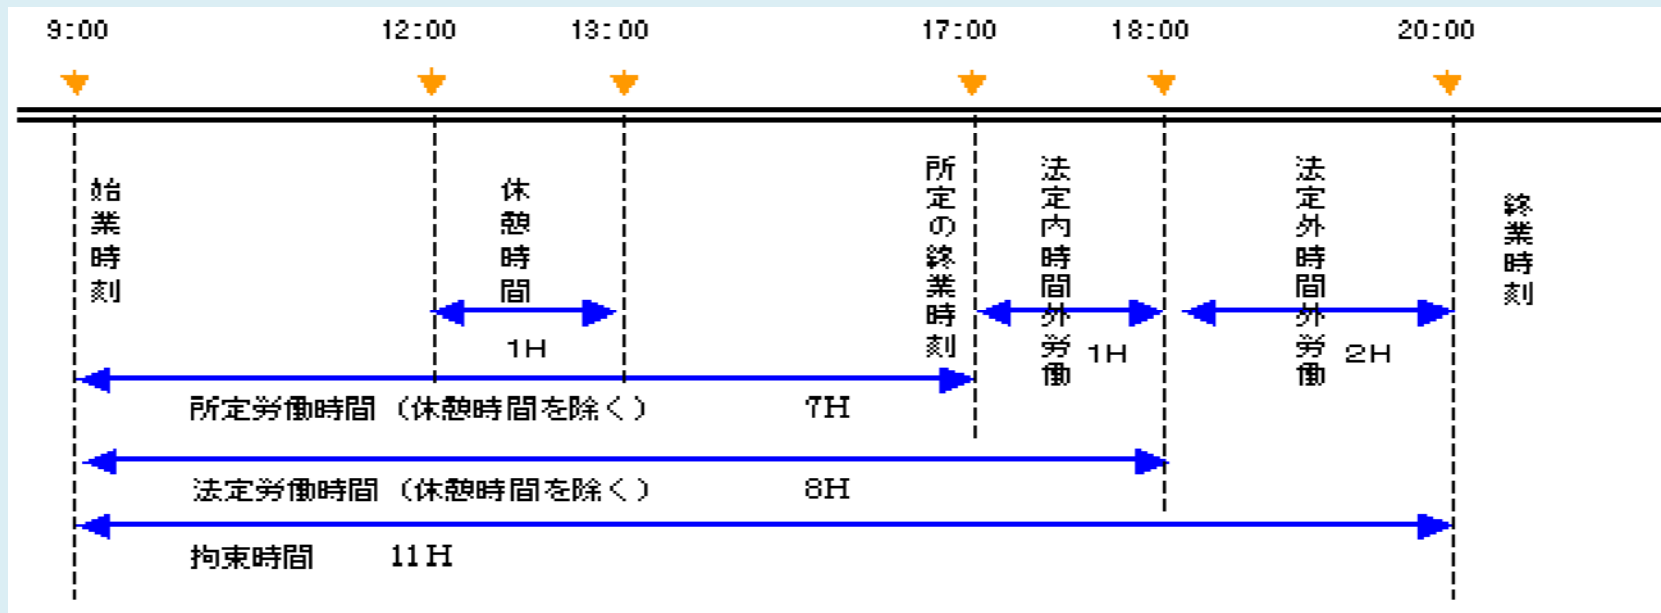 9:00 12:00 13:00 17:00 18:00 20:00
始業時刻
休憩時間
所定の終業時刻
法定内時間外労働
法定外時間外労働
終業時刻
1H
1H
2H
所定労働時間（休憩時間を除く） 7H
法定労働時間（休憩時間を除く） 8H
拘束時間 11H